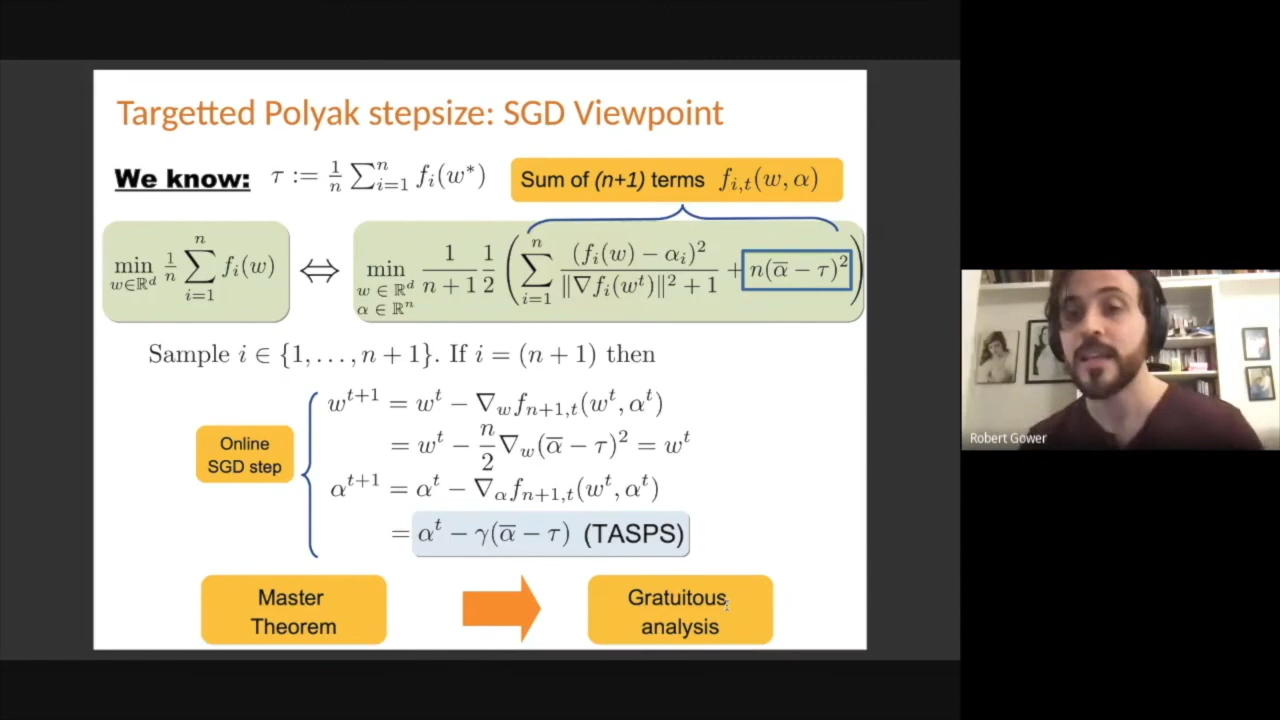 Targetted Polyak stepsize: SGD Viewpoint
We know: τ := 1/n ∑_{i=1}^{n} f_i(w*)
Sum of (n+1) terms f_{i,t}(w, α)
min_{w∈ℝ^d} 1/n ∑_{i=1}^{n} f_i(w) ⟺ min_{w ∈ ℝ^d, α ∈ ℝ^n} 1/(n+1) 1/2 ( ∑_{i=1}^{n} (f_i(w) − α_i)² / (‖∇f_i(w^t)‖² + 1) + n(ᾱ − τ)² )
Sample i ∈ {1, . . . , n + 1}. If i = (n + 1) then
Online
SGD step
w^{t+1} = w^t − ∇_w f_{n+1,t}(w^t, α^t)
= w^t − n/2 ∇_w(ᾱ − τ)² = w^t
α^{t+1} = α^t − ∇_α f_{n+1,t}(w^t, α^t)
= α^t − γ(ᾱ − τ) (TASPS)
Master
Theorem
Gratuitous
analysis
Robert Gower